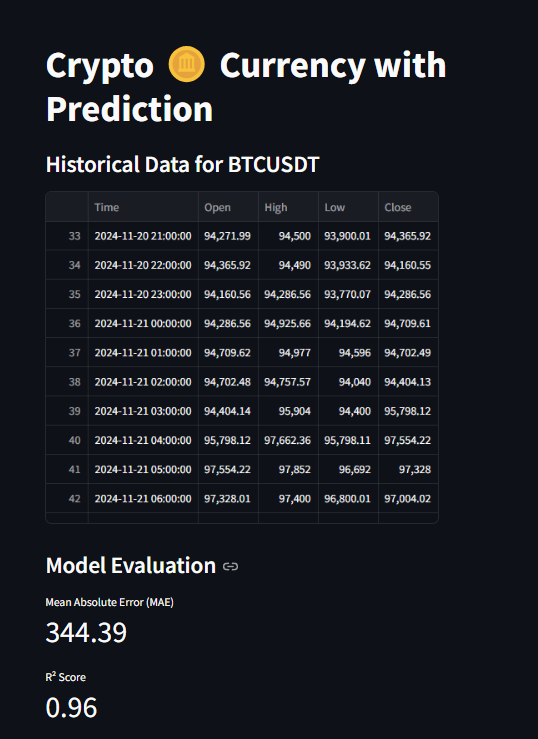 Crypto Currency with
Prediction
Historical Data for BTCUSDT
Time Open High Low Close
33 2024-11-20 21:00:00 94,271.99 94,500 93,900.01 94,365.92
34 2024-11-20 22:00:00 94,365.92 94,490 93,933.62 94,160.55
35 2024-11-20 23:00:00 94,160.56 94,286.56 93,770.07 94,286.56
36 2024-11-21 00:00:00 94,286.56 94,925.66 94,194.62 94,709.61
37 2024-11-21 01:00:00 94,709.62 94,977 94,596 94,702.49
38 2024-11-21 02:00:00 94,702.48 94,757.57 94,040 94,404.13
39 2024-11-21 03:00:00 94,404.14 95,904 94,400 95,798.12
40 2024-11-21 04:00:00 95,798.12 97,662.36 95,798.11 97,554.22
41 2024-11-21 05:00:00 97,554.22 97,852 96,692 97,328
42 2024-11-21 06:00:00 97,328.01 97,400 96,800.01 97,004.02
Model Evaluation
Mean Absolute Error (MAE)
344.39
R² Score
0.96